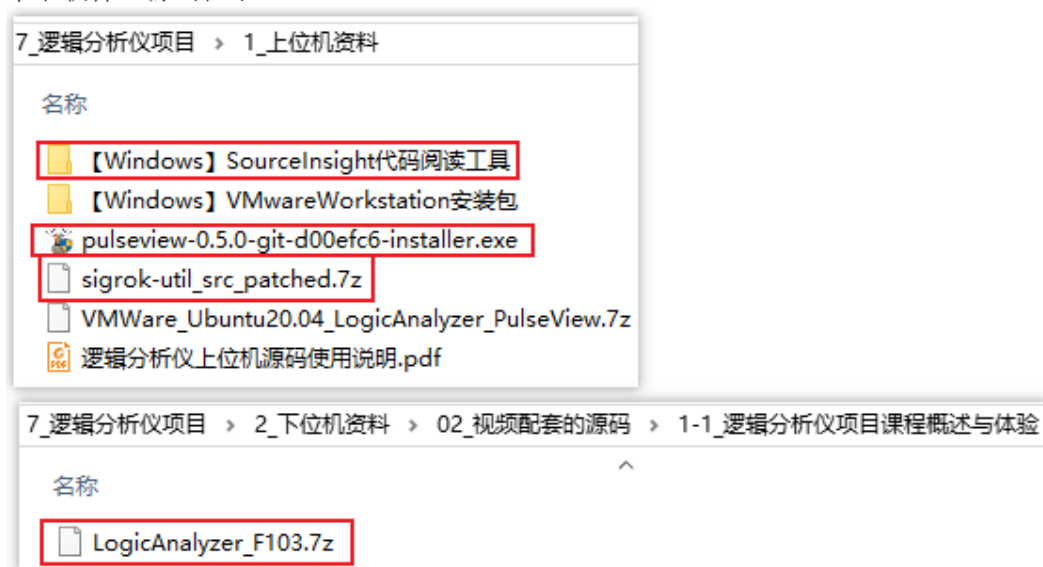 7_逻辑分析仪项目 > 1_上位机资料
名称
【Windows】SourceInsight代码阅读工具
【Windows】VMwareWorkstation安装包
pulseview-0.5.0-git-d00efc6-installer.exe
sigrok-util_src_patched.7z
VMWare_Ubuntu20.04_LogicAnalyzer_PulseView.7z
逻辑分析仪上位机源码使用说明.pdf
7_逻辑分析仪项目 > 2_下位机资料 > 02_视频配套的源码 > 1-1_逻辑分析仪项目课程概述与体验
名称
LogicAnalyzer_F103.7z